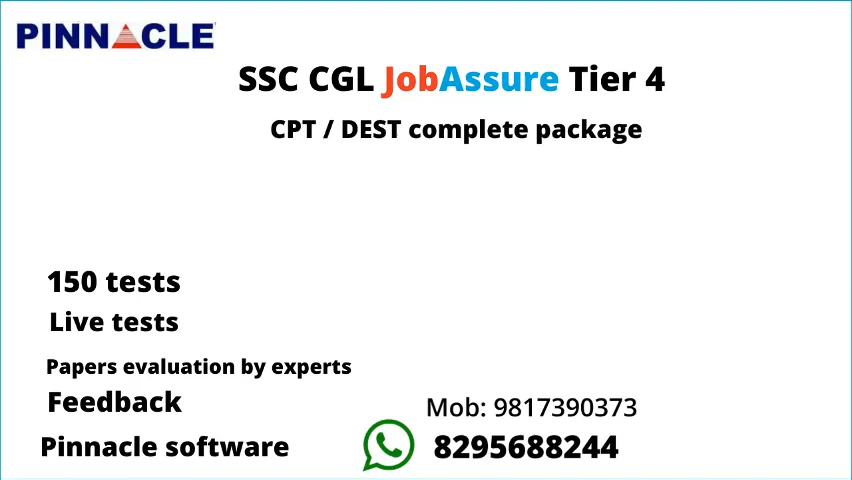 PINNACLE
SSC CGL JobAssure Tier 4
CPT / DEST complete package
150 tests
Live tests
Papers evaluation by experts
Feedback
Mob: 9817390373
Pinnacle software
8295688244